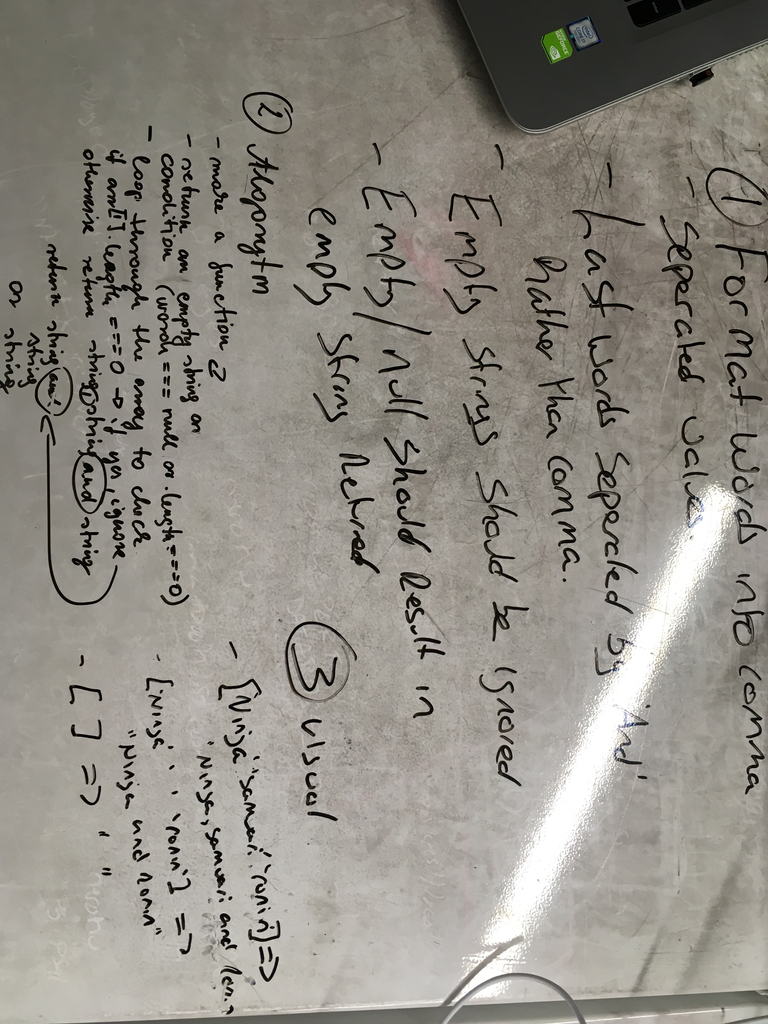 ① Format words into comma
- Seperated values.
- Last words Seperated by 'And'
Rather than comma.
- Empty Strings Should be ignored
- Empty/null Should Result in
empty String Retured
② Algorytm
- make a function
- return an empty string on
condition (words === null or .length===0)
- loop through the array to check
if arr[i].length === 0 → if yes, ignore
otherwise return string, string and string
return string and
string
or string
③ Visual
- ['Ninja' 'Samurai' 'ronin'] =>
'Ninja, samurai and
- ['Ninja' ' ' 'ronin'] =>
"Ninja and ronin"
- [ ] => " "